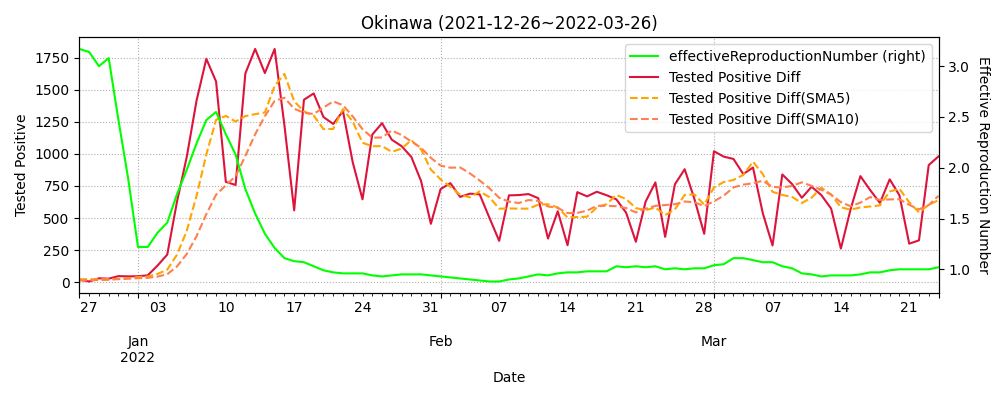 Okinawa (2021-12-26~2022-03-26)
effectiveReproductionNumber (right)
Tested Positive Diff
Tested Positive Diff(SMA5)
Tested Positive Diff(SMA10)
Tested Positive
1750
1500
1250
1000
750
500
250
0
Effective Reproduction Number
3.0
2.5
2.0
1.5
1.0
27 03 10 17 24 31 07 14 21 28 07 14 21
Jan Feb Mar
2022
Date